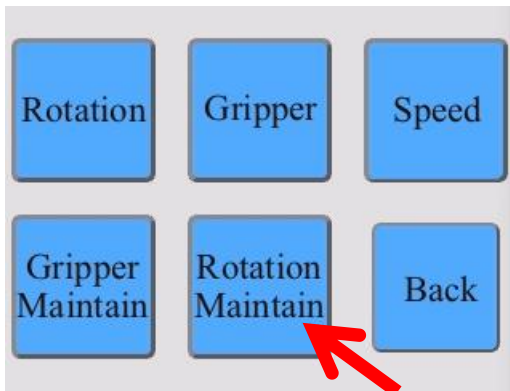 Rotation
Gripper
Speed
Gripper
Maintain
Rotation
Maintain
Back